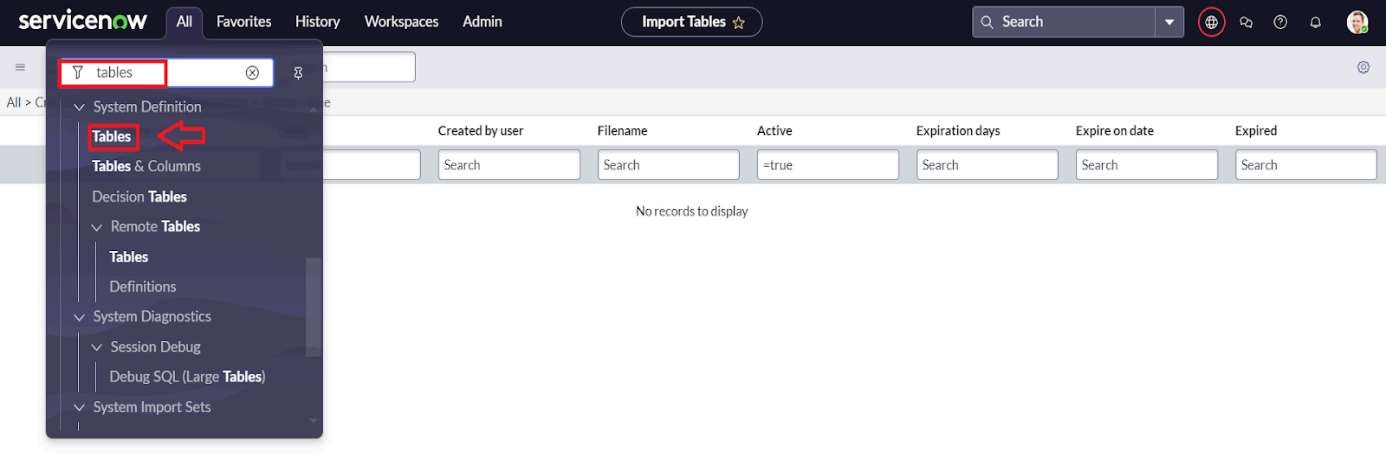 servicenow All Favorites History Workspaces Admin Import Tables Search
tables
All >
System Definition
Created by user Filename Active Expiration days Expire on date Expired
Tables
Tables & Columns
Search Search =true Search Search Search
Decision Tables
No records to display
Remote Tables
Tables
Definitions
System Diagnostics
Session Debug
Debug SQL (Large Tables)
System Import Sets